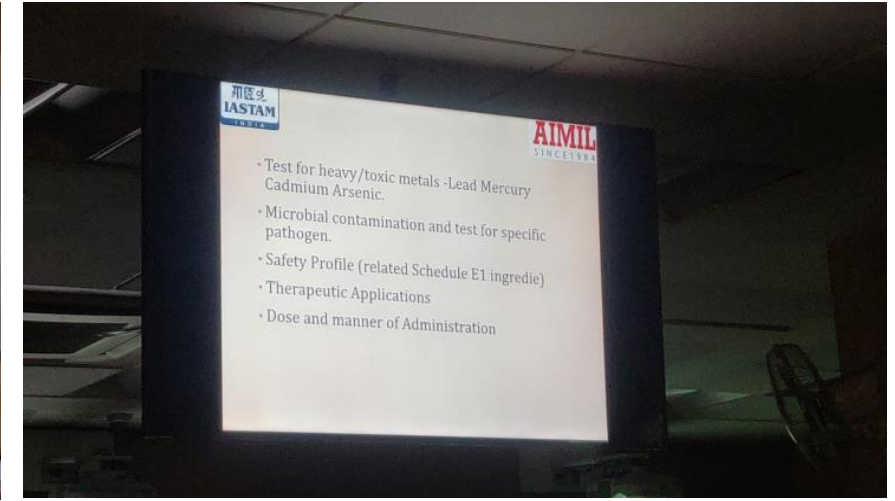 IASTAM
INDIA
AIMIL
SINCE1984
· Test for heavy/toxic metals -Lead Mercury
Cadmium Arsenic.
· Microbial contamination and test for specific
pathogen.
· Safety Profile (related Schedule E1 ingredie)
· Therapeutic Applications
· Dose and manner of Administration